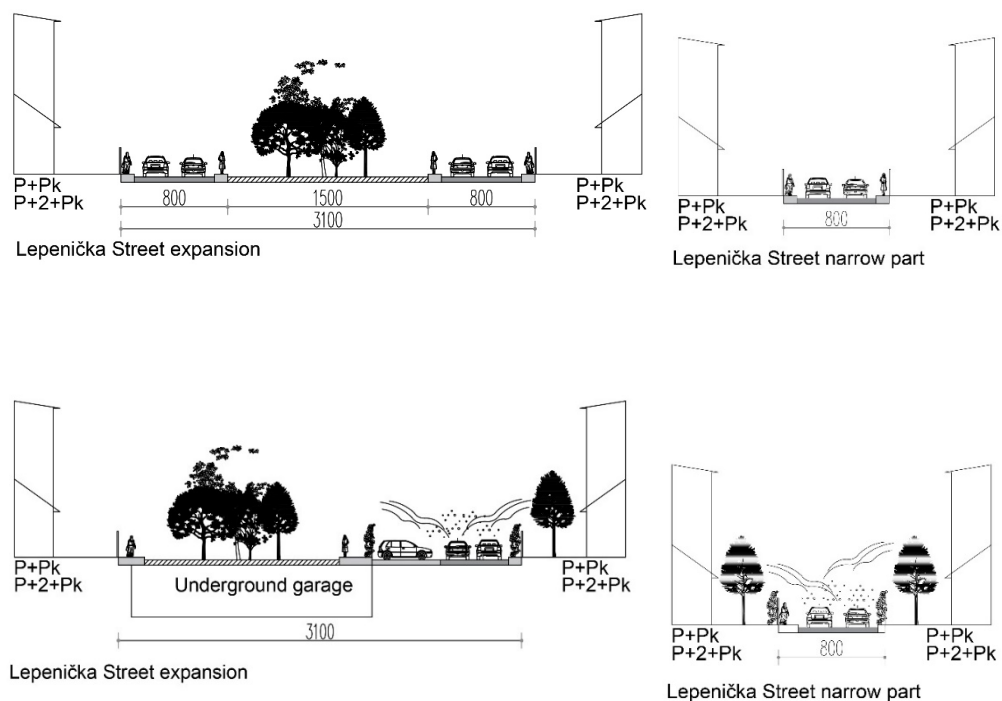 P+Pk
P+2+Pk
800
1500
800
P+Pk
P+2+Pk
3100
Lepenička Street expansion
P+Pk
P+2+Pk
800
P+Pk
P+2+Pk
Lepenička Street narrow part
P+Pk
P+2+Pk
Underground garage
P+Pk
P+2+Pk
3100
Lepenička Street expansion
P+Pk
P+2+Pk
800
P+Pk
P+2+Pk
Lepenička Street narrow part